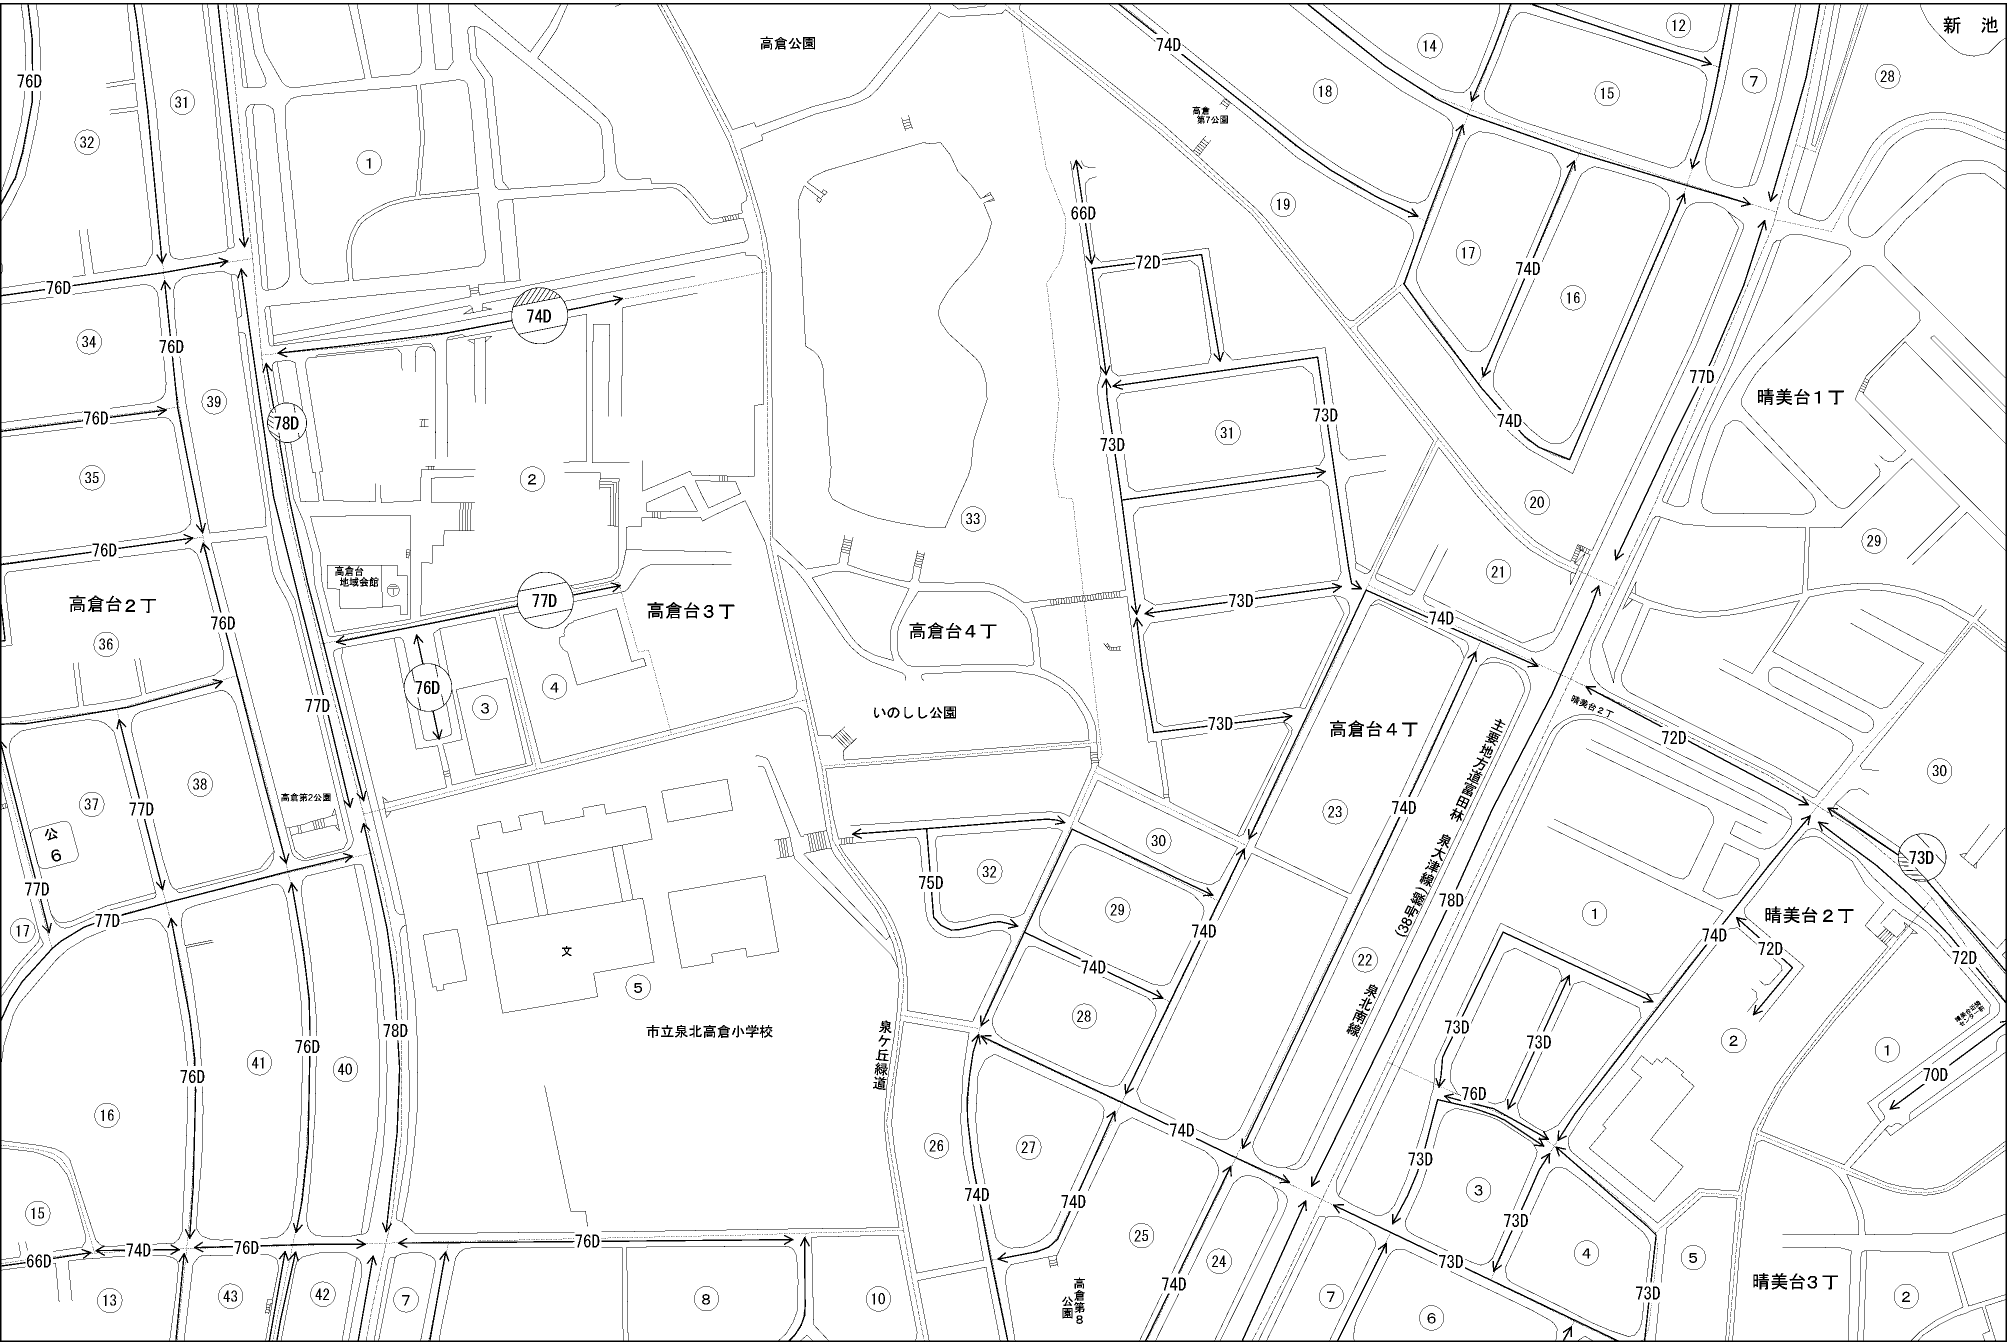 高倉公園
新 池
74D
14
12
76D
31
32
18
15
7
28
高倉
第7公園
1
19
66D
17
72D
74D
16
76D
74D
34
76D
77D
39
73D
74D
晴美台1丁
76D
78D
31
73D
35
2
20
33
29
76D
高倉台
地域会館
〒
21
高倉台2丁
77D
高倉台3丁
高倉台4丁
73D
74D
76D
36
76D
4
3
77D
いのしし公園
73D
高倉台4丁
晴美台2丁
72D
主要地方道富田林 泉大津線(38号線)
泉北南線
30
38
高倉第2公園
37
77D
公
6
23
74D
30
73D
32
75D
77D
29
78D
1
晴美台2丁
77D
17
74D
74D
72D
72D
文
22
74D
5
28
市立泉北高倉小学校
78D
泉ケ丘緑道
73D
73D
2
1
76D
41
40
76D
70D
76D
16
74D
26
27
73D
74D
3
74D
15
73D
25
76D
74D
76D
66D
24
73D
4
5
晴美台3丁
74D
73D
高倉第8
公園
13
43
42
7
8
10
7
6
2